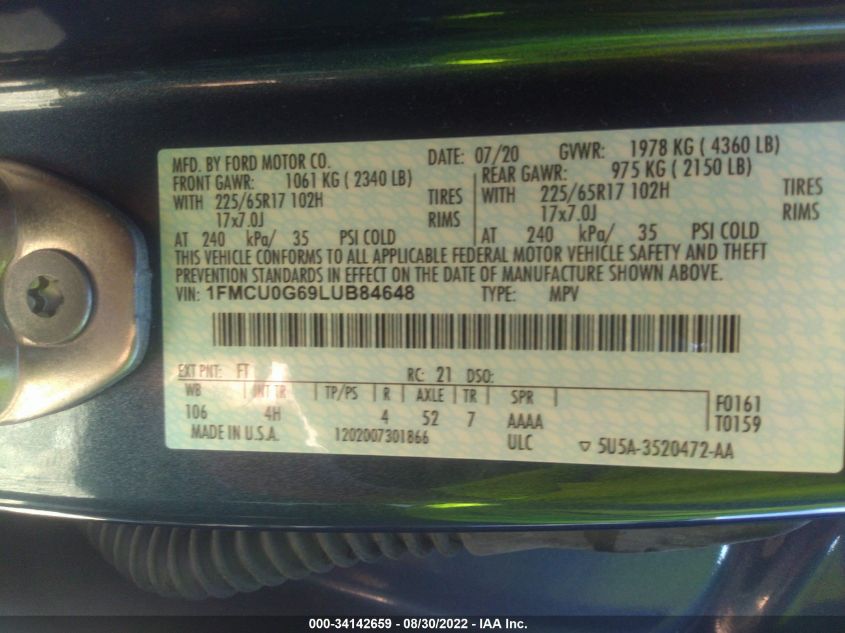 MFD. BY FORD MOTOR CO. DATE: 07/20 GVWR: 1978 KG ( 4360 LB)
FRONT GAWR: 1061 KG ( 2340 LB) REAR GAWR: 975 KG ( 2150 LB)
WITH 225/65R17 102H TIRES WITH 225/65R17 102H TIRES
17x7.0J RIMS 17x7.0J RIMS
AT 240 kPa/ 35 PSI COLD AT 240 kPa/ 35 PSI COLD
THIS VEHICLE CONFORMS TO ALL APPLICABLE FEDERAL MOTOR VEHICLE SAFETY AND THEFT
PREVENTION STANDARDS IN EFFECT ON THE DATE OF MANUFACTURE SHOWN ABOVE.
VIN: 1FMCU0G69LUB84648 TYPE: MPV
EXT PNT: FT RC: 21 DSO:
WB INT TR TP/PS R AXLE TR SPR F0161
106 4H 4 52 7 AAAA T0159
MADE IN U.S.A. 1202007301866 ULC 5U5A-3520472-AA
000-34142659 - 08/30/2022 - IAA Inc.